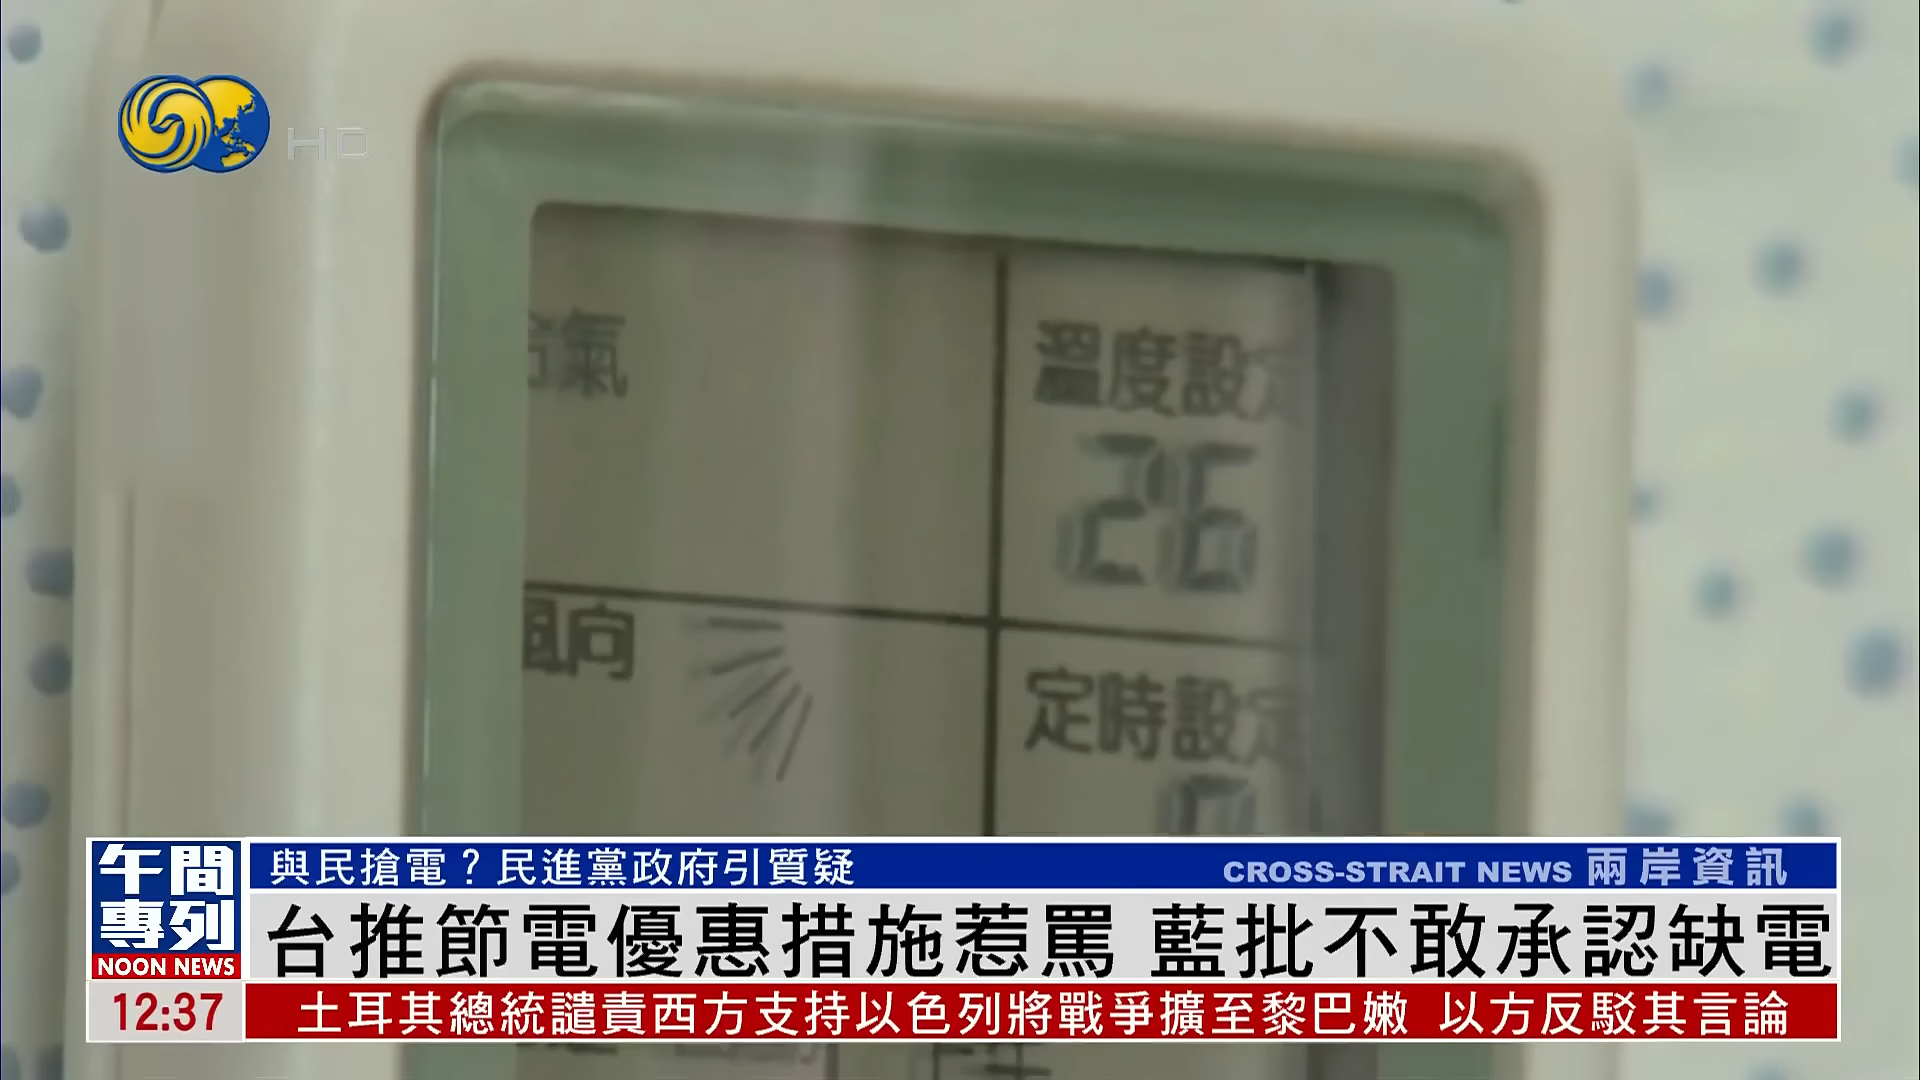 HD
氣
溫度設定
26
風向
定時設定
午間專列
NOON NEWS
12:37
與民搶電？民進黨政府引質疑
CROSS-STRAIT NEWS 兩岸資訊
台推節電優惠措施惹罵 藍批不敢承認缺電
土耳其總統譴責西方支持以色列將戰爭擴至黎巴嫩 以方反駁其言論